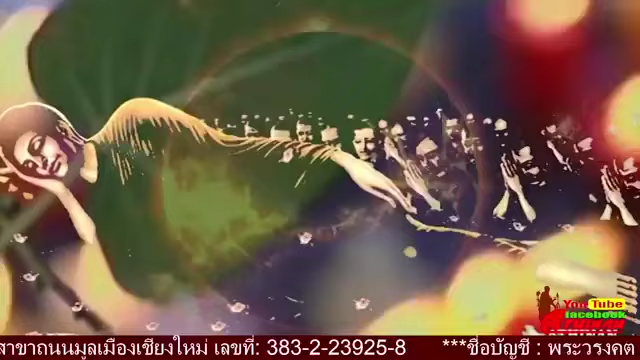 You Tube
facebook
สาขาถนนมูลเมืองเชียงใหม่ เลขที่: 383-2-23925-8 ***ชื่อบัญชี : พระวรงคต